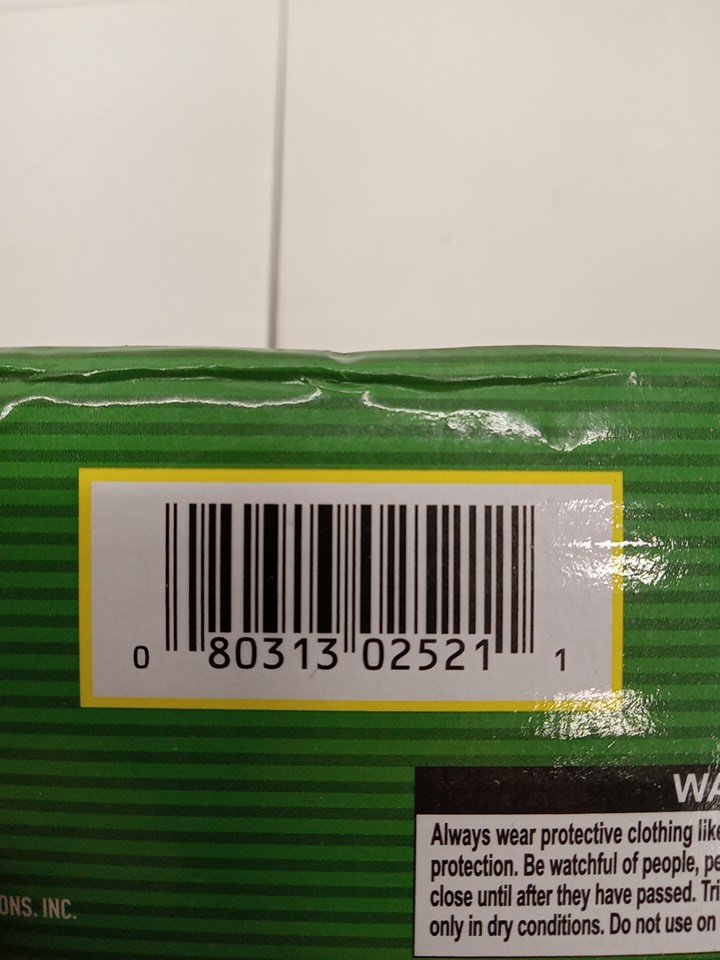 0 80313 02521 1
WA
Always wear protective clothing like
protection. Be watchful of people, pe
close until after they have passed. Tri
only in dry conditions. Do not use on
ONS. INC.